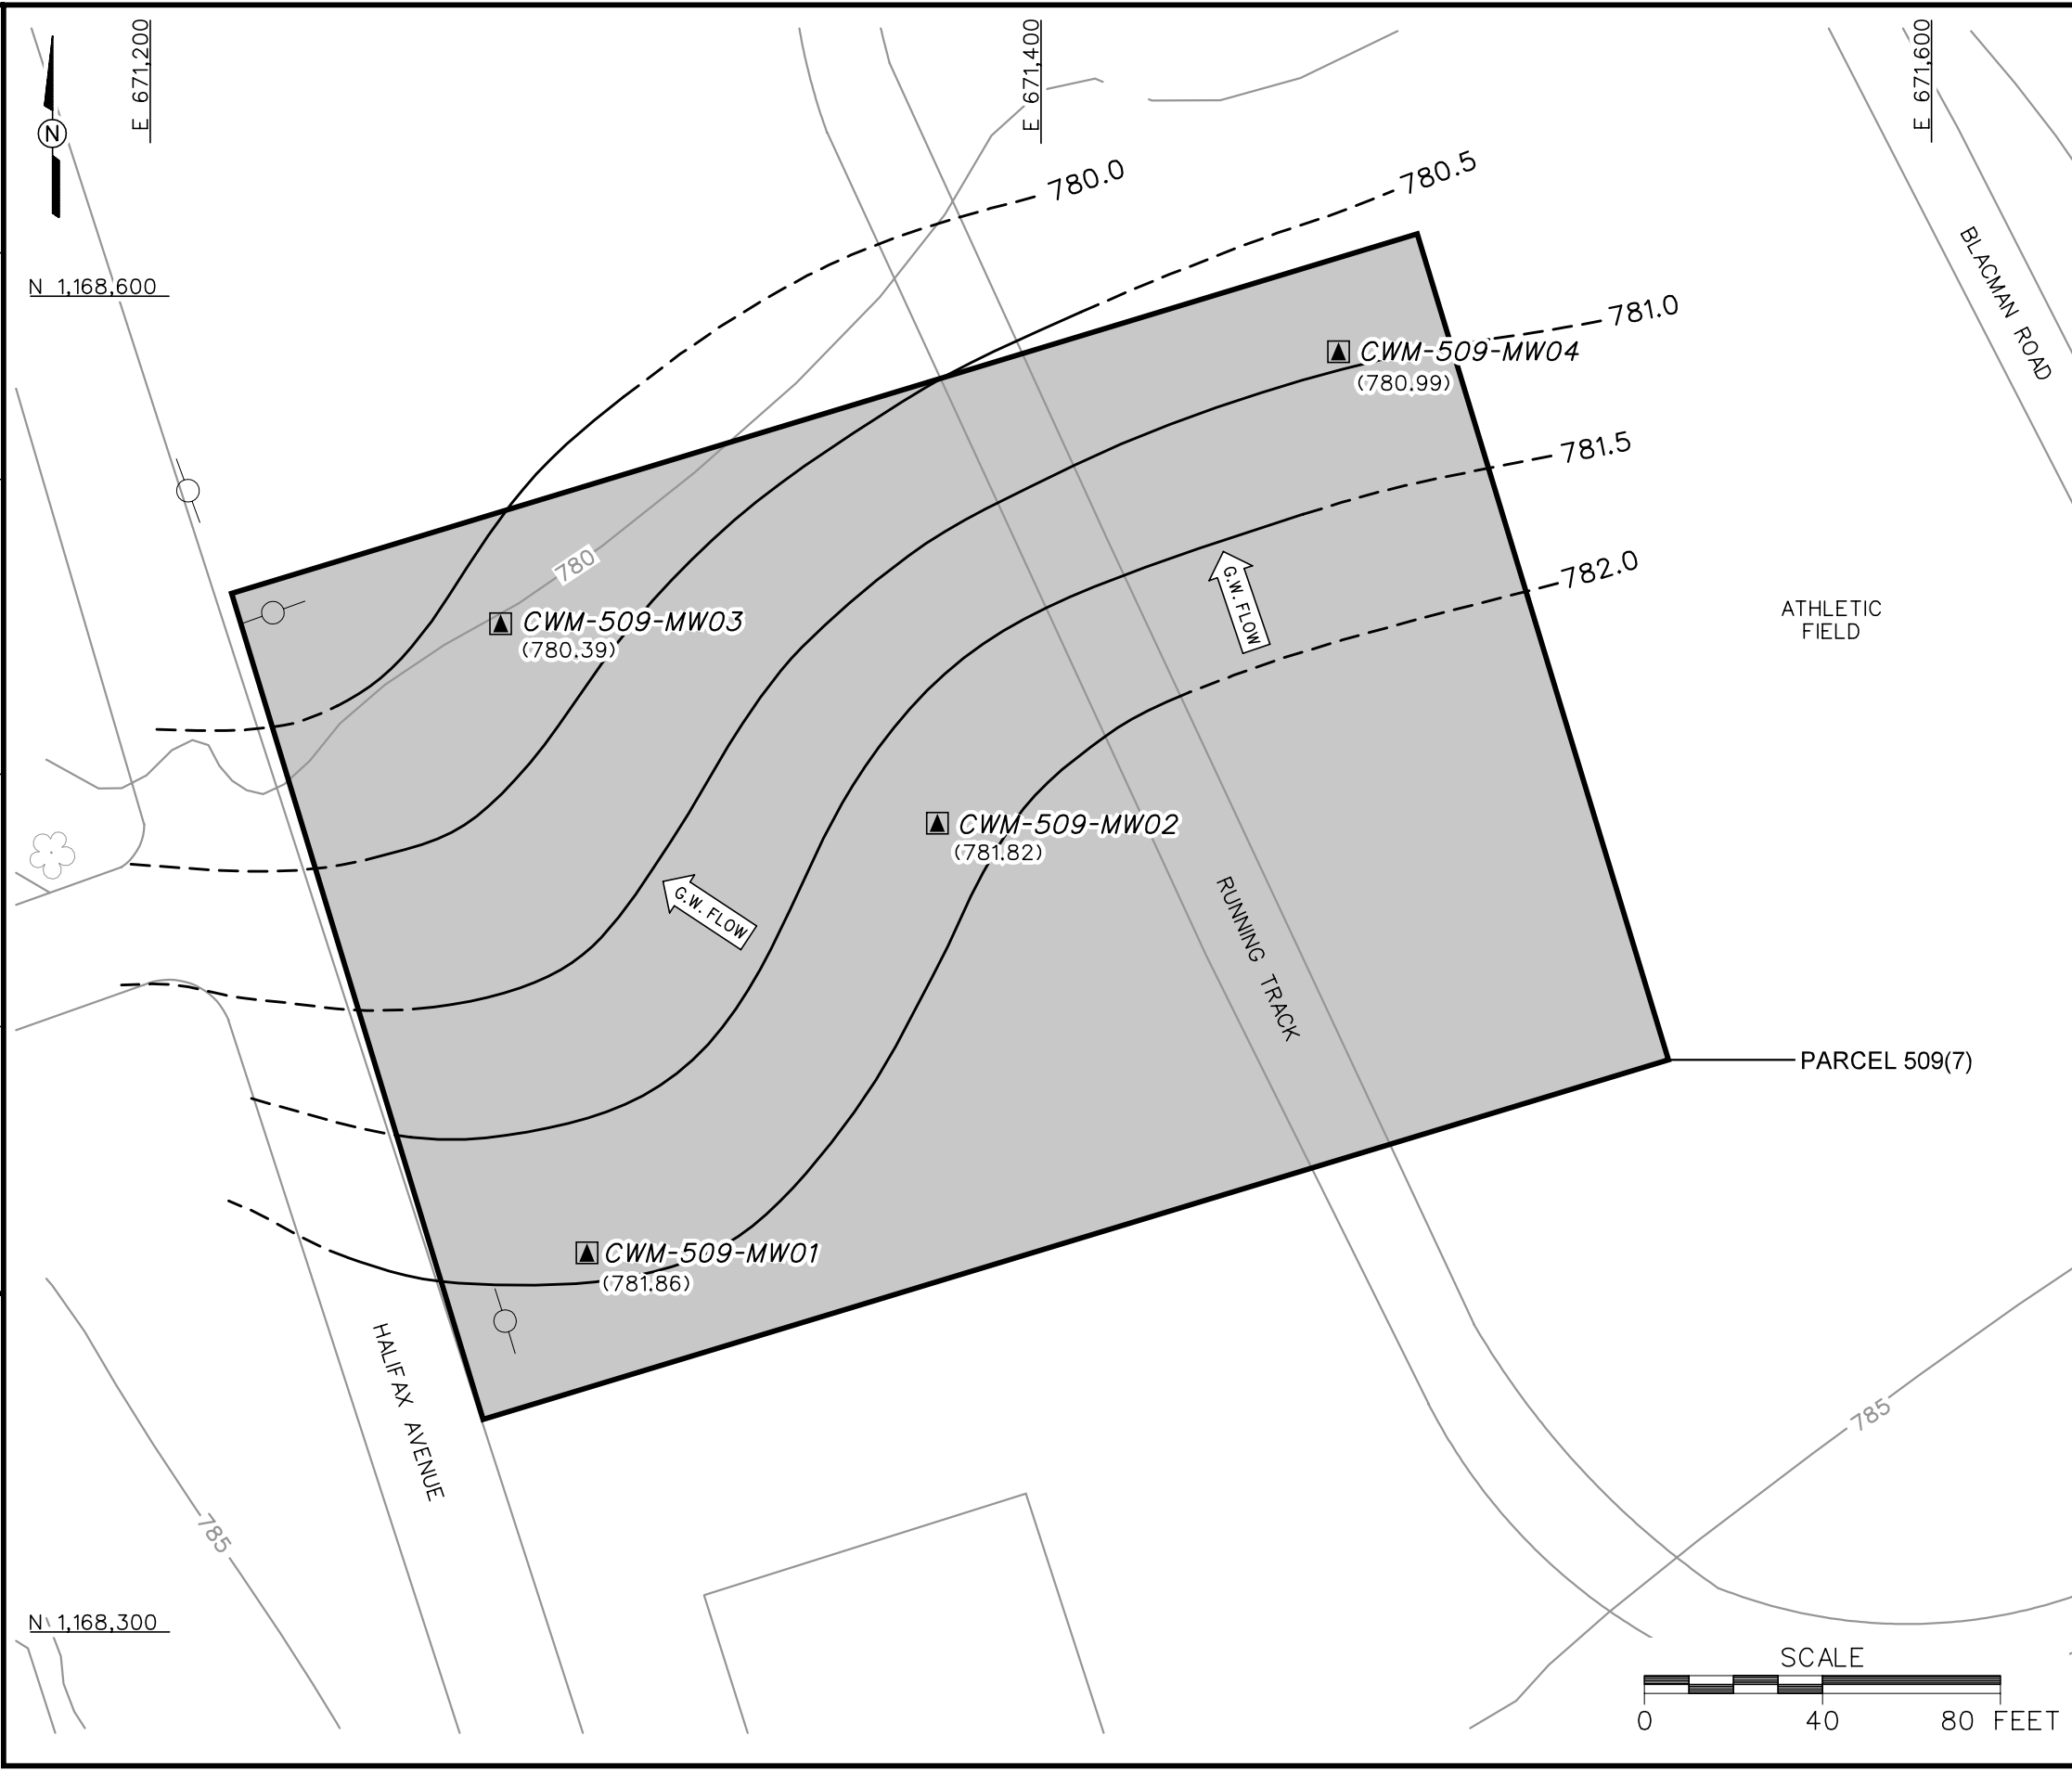 E 671,200
E 671,400
E 671,600
N
780.0
780.5
BLACMAN ROAD
N 1,168,600
781.0
CWM-509-MW04
(780.99)
781.5
780
782.0
G.W. FLOW
ATHLETIC
FIELD
CWM-509-MW03
(780.39)
CWM-509-MW02
(781.82)
G.W. FLOW
RUNNING TRACK
PARCEL 509(7)
CWM-509-MW01
(781.86)
HALIFAX AVENUE
785
785
N 1,168,300
SCALE
0 40 80 FEET